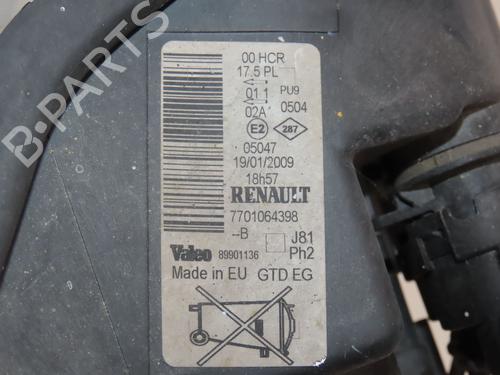 00 HCR
17.5 PL
01 1 PU9
02A 0504
E2 287
05047
19/01/2009
18h57
RENAULT
7701064398
--B J81
Valeo 89901136 Ph2
Made in EU GTD EG
B-PARTS